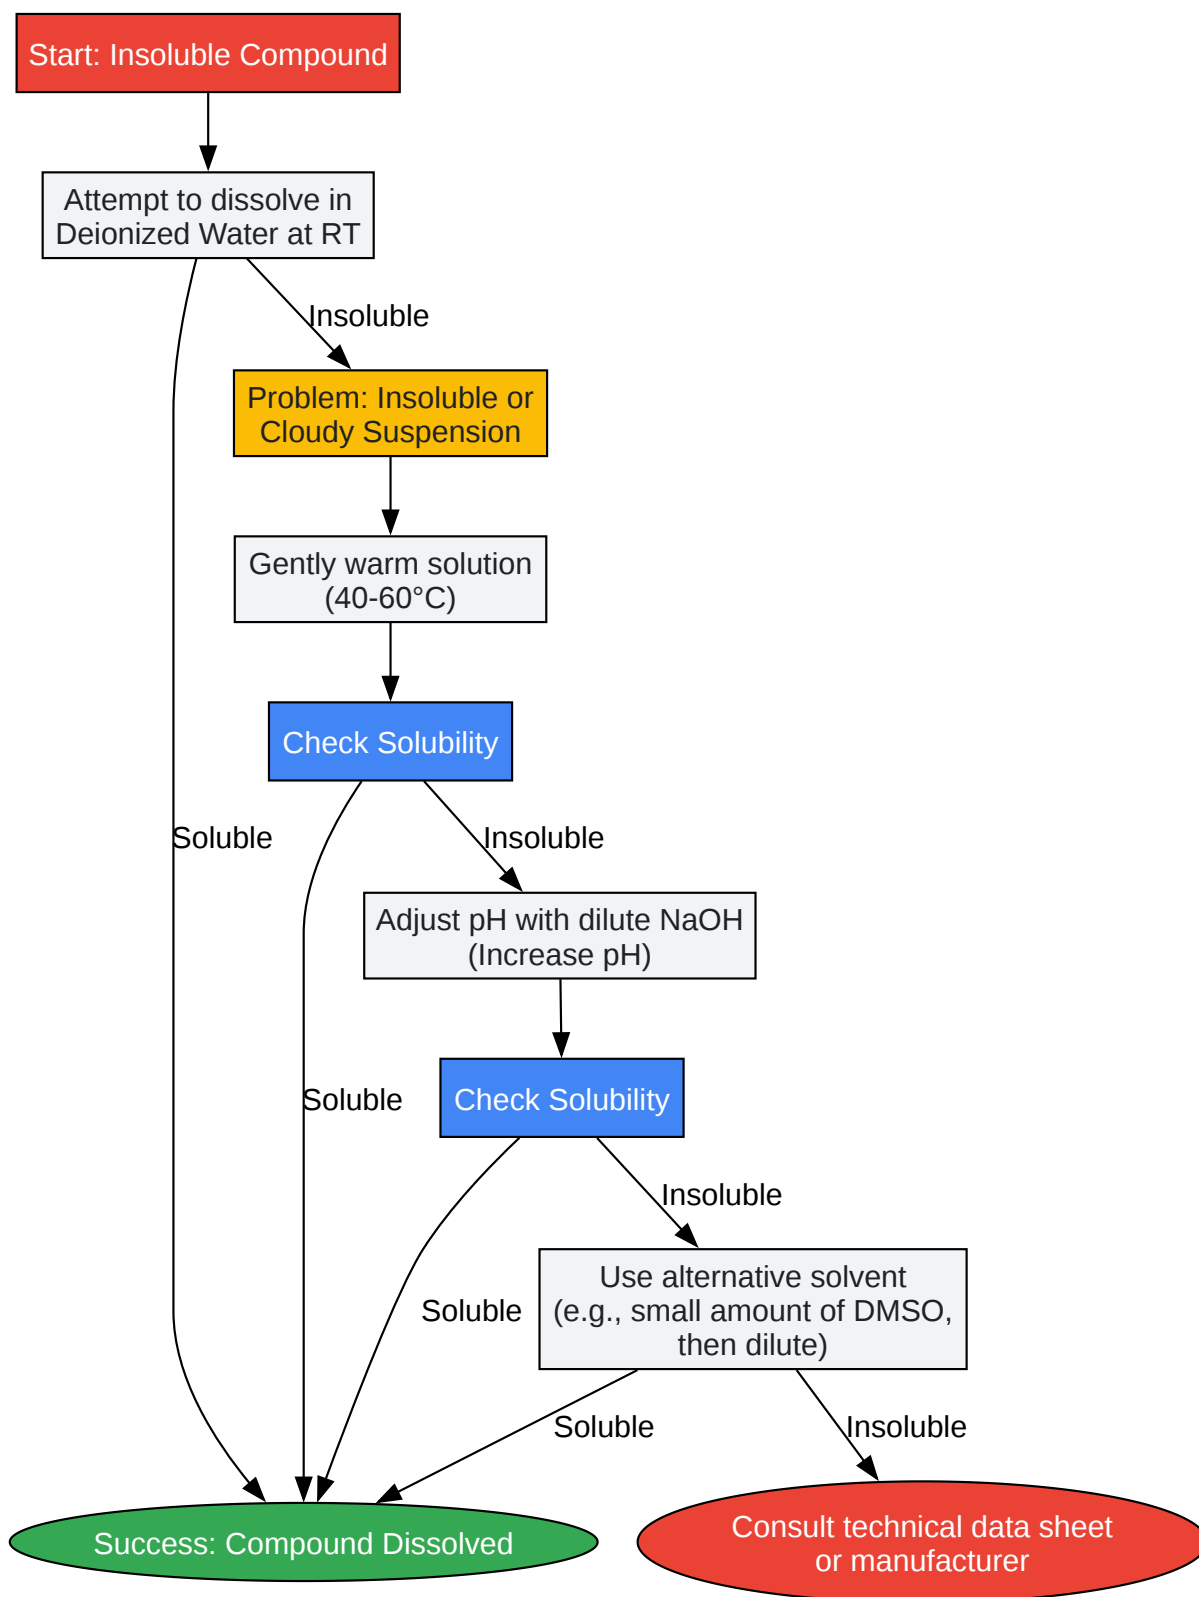 Start: Insoluble Compound
Attempt to dissolve in
Deionized Water at RT
Insoluble
Problem: Insoluble or
Cloudy Suspension
Gently warm solution
(40-60°C)
Check Solubility
Soluble
Insoluble
Adjust pH with dilute NaOH
(Increase pH)
Soluble
Check Solubility
Insoluble
Use alternative solvent
(e.g., small amount of DMSO,
then dilute)
Soluble
Soluble
Insoluble
Success: Compound Dissolved
Consult technical data sheet
or manufacturer